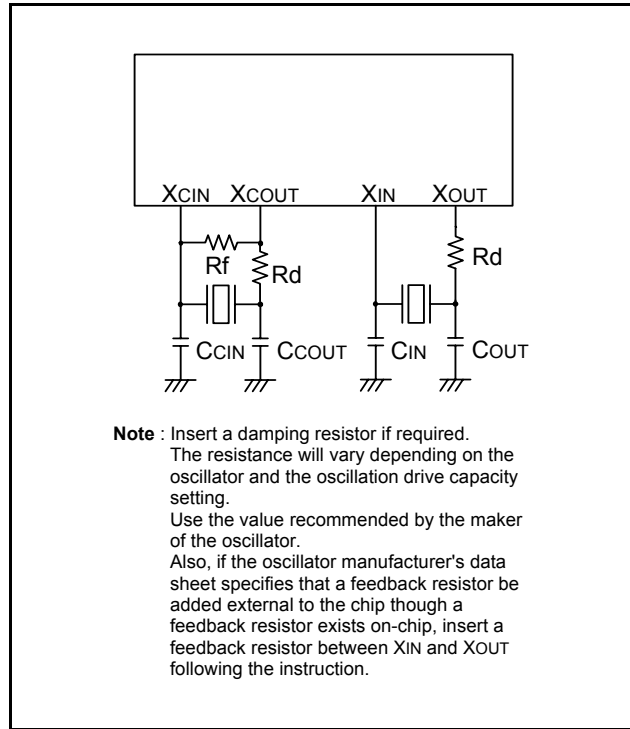 XCIN XCOUT XIN XOUT
Rf Rd Rd
CCIN CCOUT CIN COUT
Note : Insert a damping resistor if required.
The resistance will vary depending on the
oscillator and the oscillation drive capacity
setting.
Use the value recommended by the maker
of the oscillator.
Also, if the oscillator manufacturer's data
sheet specifies that a feedback resistor be
added external to the chip though a
feedback resistor exists on-chip, insert a
feedback resistor between XIN and XOUT
following the instruction.